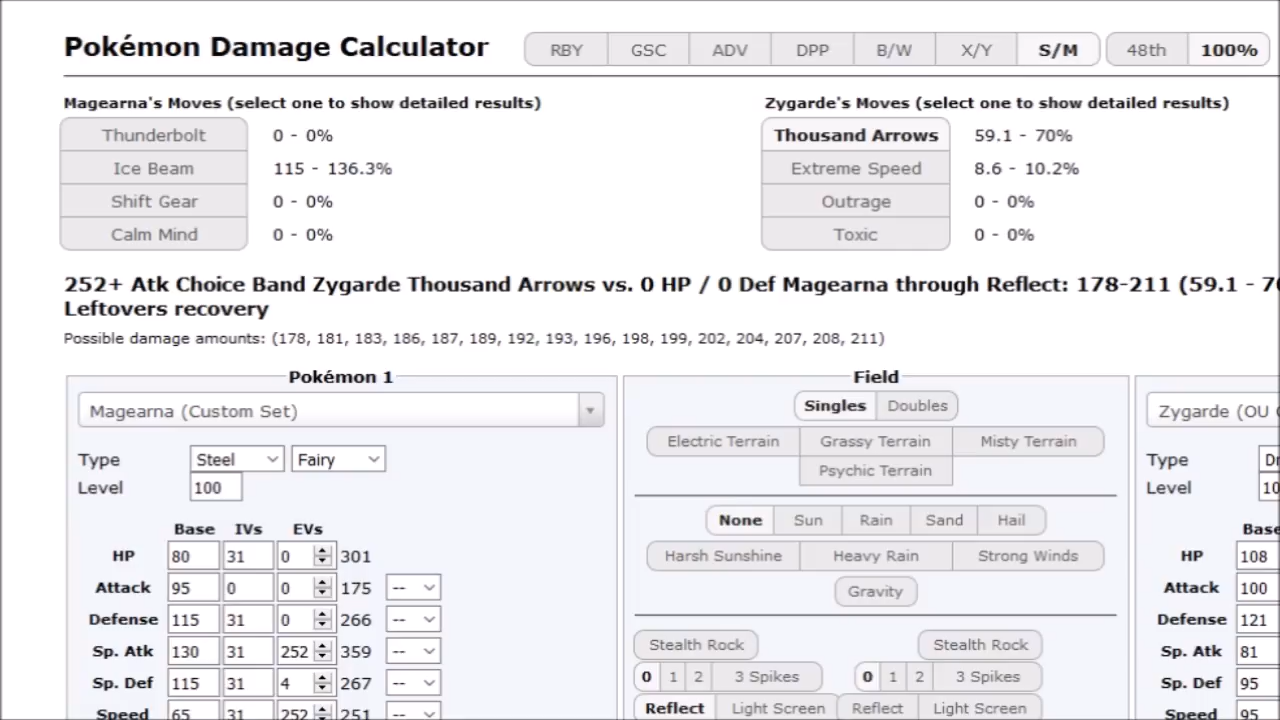 Pokémon Damage Calculator RBY GSC ADV DPP B/W X/Y S/M 48th 100%
Magearna's Moves (select one to show detailed results) Zygarde's Moves (select one to show detailed results)
Thunderbolt 0 - 0% Thousand Arrows 59.1 - 70%
Ice Beam 115 - 136.3% Extreme Speed 8.6 - 10.2%
Shift Gear 0 - 0% Outrage 0 - 0%
Calm Mind 0 - 0% Toxic 0 - 0%
252+ Atk Choice Band Zygarde Thousand Arrows vs. 0 HP / 0 Def Magearna through Reflect: 178-211 (59.1 -
Leftovers recovery
Possible damage amounts: (178, 181, 183, 186, 187, 189, 192, 193, 196, 198, 199, 202, 204, 207, 208, 211)
Pokémon 1 Field
Magearna (Custom Set) Singles Doubles Zygarde (OU
Electric Terrain Grassy Terrain Misty Terrain
Type Steel Fairy Psychic Terrain Type
Level 100 Level
Base IVs EVs None Sun Rain Sand Hail Base
HP 80 31 0 301 Harsh Sunshine Heavy Rain Strong Winds HP 108
Attack 95 0 0 175 -- Gravity Attack 100
Defense 115 31 0 266 -- Defense 121
Sp. Atk 130 31 252 359 -- Stealth Rock Stealth Rock Sp. Atk 81
Sp. Def 115 31 4 267 -- 0 1 2 3 Spikes 0 1 2 3 Spikes Sp. Def 95
Speed 65 31 252 251 -- Reflect Light Screen Reflect Light Screen Speed 95